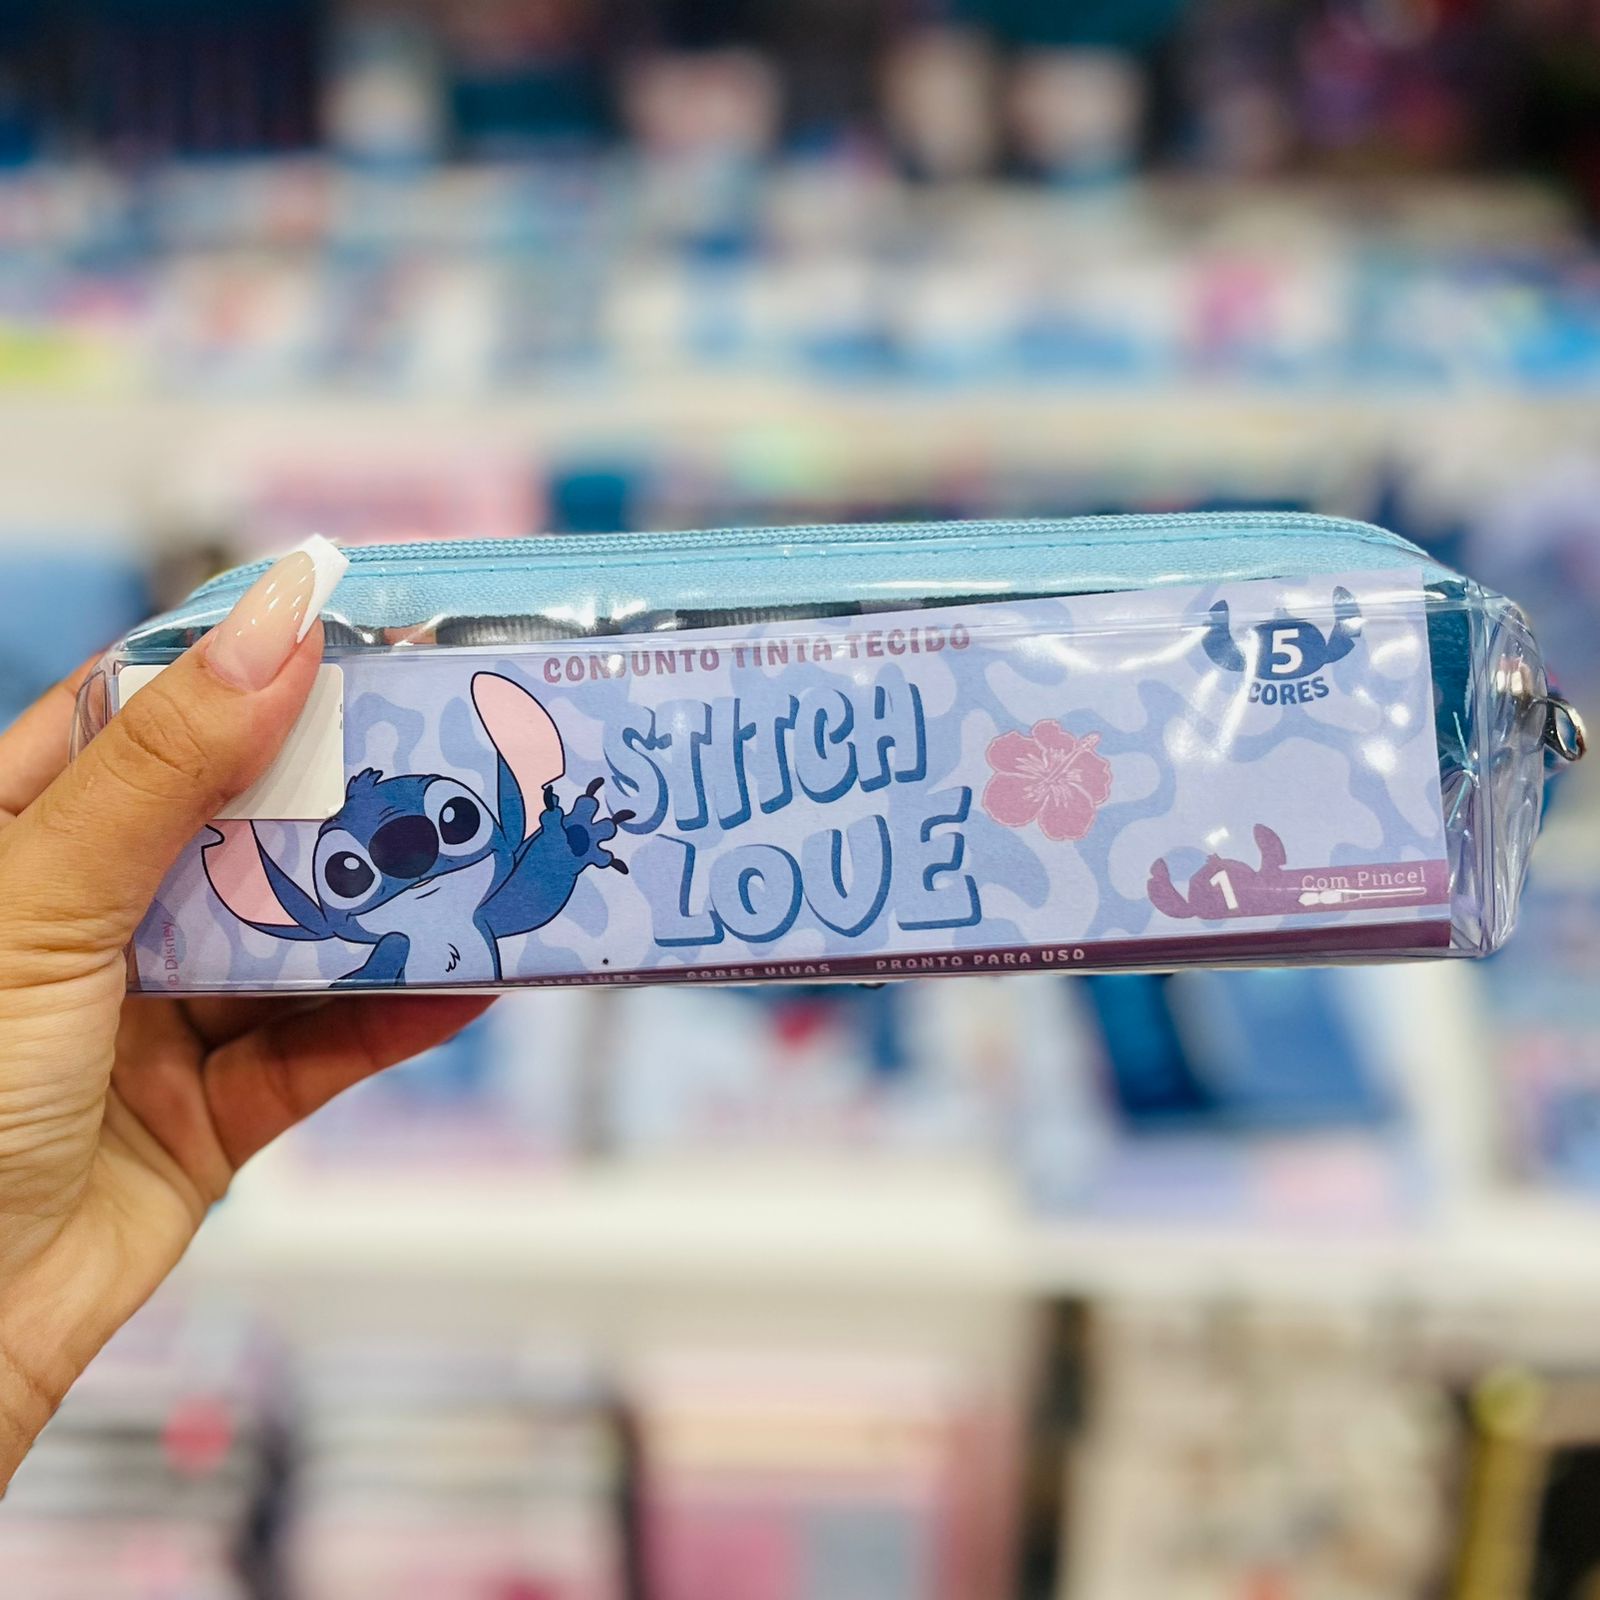 CONJUNTO TINTA TECIDO
STITCH
LOVE
5
CORES
1
Com Pincel
© Disney
CORES VIVAS PRONTO PARA USO